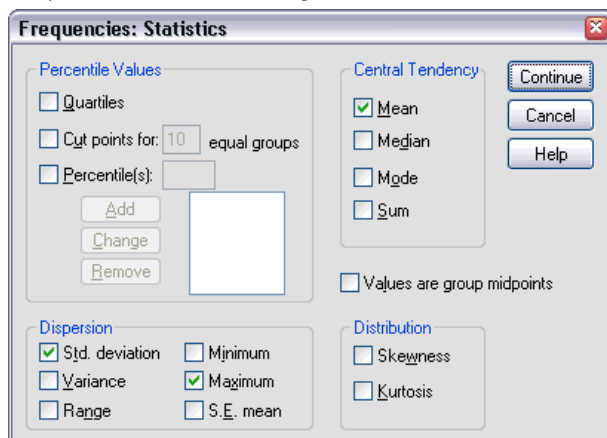 Frequencies: Statistics
Percentile Values
Quartiles
Cut points for: 10 equal groups
Percentile(s):
Add
Change
Remove
Central Tendency
Mean
Median
Mode
Sum
Continue
Cancel
Help
Values are group midpoints
Dispersion
Std. deviation
Minimum
Variance
Maximum
Range
S.E. mean
Distribution
Skewness
Kurtosis